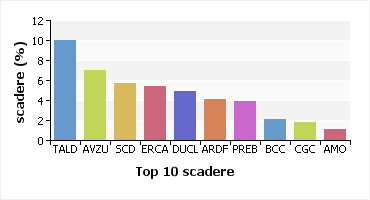 12
10
8
6
4
2
0
scadere (%)
TALD AVZU SCD ERCA DUCL ARDF PREB BCC CGC AMO
Top 10 scadere